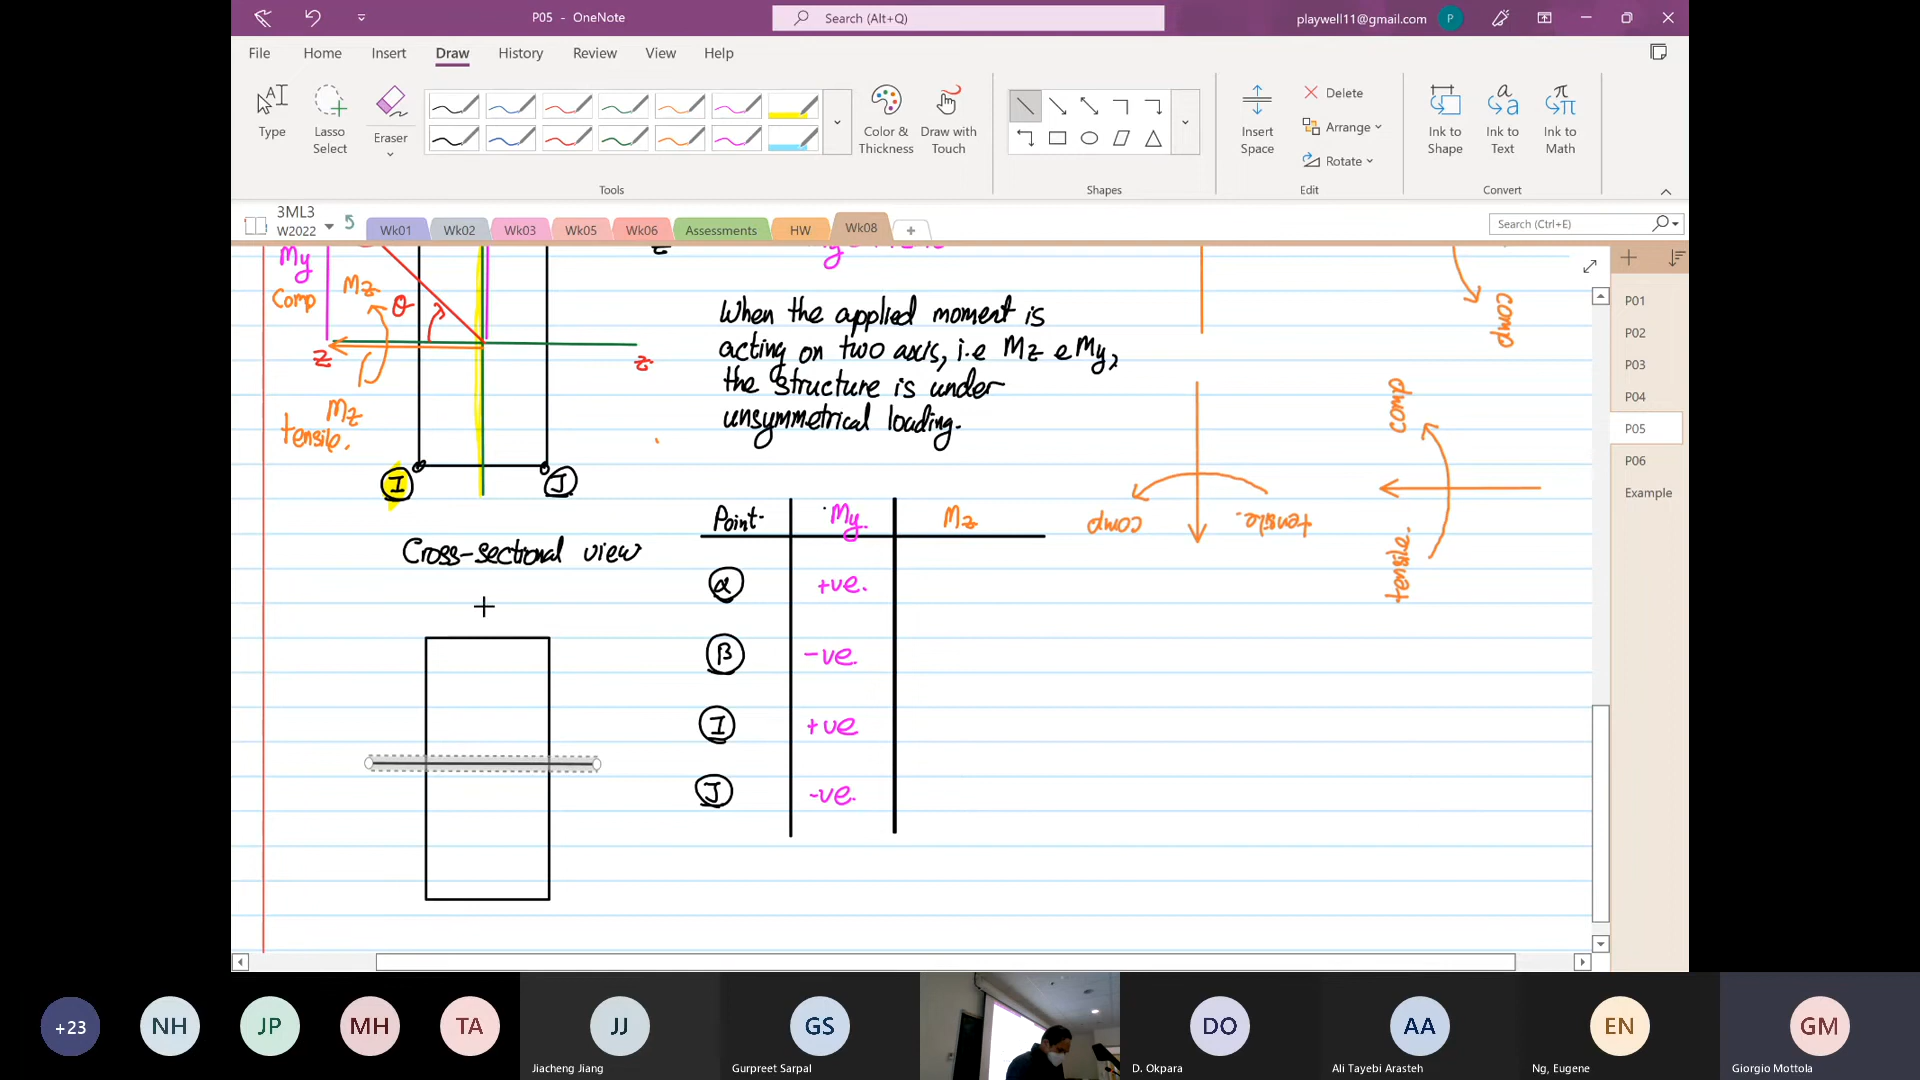 P05 - OneNote
Search (Alt+Q)
playwell11@gmail.com
P
File
Home
Insert
Draw
History
Review
View
Help
Type
Lasso Select
Eraser
Color & Thickness
Draw with Touch
Insert Space
Delete
Arrange
Rotate
Ink to Shape
Ink to Text
Ink to Math
Tools
Shapes
Edit
Convert
3ML3
W2022
Wk01
Wk02
Wk03
Wk05
Wk06
Assessments
HW
Wk08
Search (Ctrl+E)
P01
P02
P03
P04
P05
P06
Example
My
Comp
Mz
θ
z
z
Mz
tensile.
I
J
Cross-sectional view
When the applied moment is
acting on two axis, i.e Mz e My,
the structure is under
unsymmetrical loading.
Point
My
Mz
α
+ve.
β
-ve.
I
+ve
J
-ve.
comp
tensile.
comp
comp
tensile.
+23
NH
JP
MH
TA
JJ
Jiacheng Jiang
GS
Gurpreet Sarpal
DO
D. Okpara
AA
Ali Tayebi Arasteh
EN
Ng, Eugene
GM
Giorgio Mottola